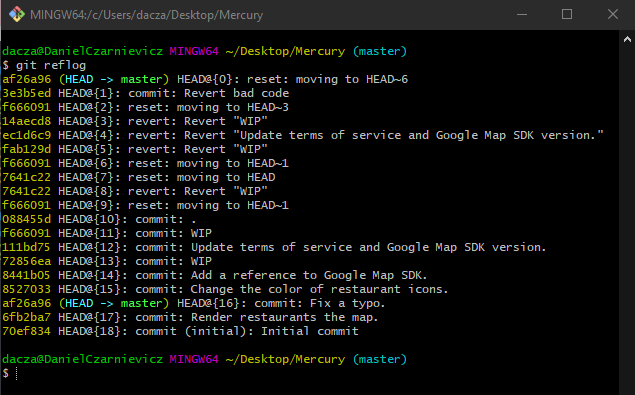 MINGW64:/c/Users/dacza/Desktop/Mercury
dacza@DanielCzarnievicz MINGW64 ~/Desktop/Mercury (master)
$ git reflog
af26a96 (HEAD -> master) HEAD@{0}: reset: moving to HEAD~6
3e3b5ed HEAD@{1}: commit: Revert bad code
f666091 HEAD@{2}: reset: moving to HEAD~3
14aecd8 HEAD@{3}: revert: Revert "WIP"
ec1d6c9 HEAD@{4}: revert: Revert "Update terms of service and Google Map SDK version."
fab129d HEAD@{5}: revert: Revert "WIP"
f666091 HEAD@{6}: reset: moving to HEAD~1
7641c22 HEAD@{7}: reset: moving to HEAD
7641c22 HEAD@{8}: revert: Revert "WIP"
f666091 HEAD@{9}: reset: moving to HEAD~1
088455d HEAD@{10}: commit: .
f666091 HEAD@{11}: commit: WIP
111bd75 HEAD@{12}: commit: Update terms of service and Google Map SDK version.
72856ea HEAD@{13}: commit: WIP
8441b05 HEAD@{14}: commit: Add a reference to Google Map SDK.
8527033 HEAD@{15}: commit: Change the color of restaurant icons.
af26a96 (HEAD -> master) HEAD@{16}: commit: Fix a typo.
6fb2ba7 HEAD@{17}: commit: Render restaurants the map.
70ef834 HEAD@{18}: commit (initial): Initial commit
dacza@DanielCzarnievicz MINGW64 ~/Desktop/Mercury (master)
$